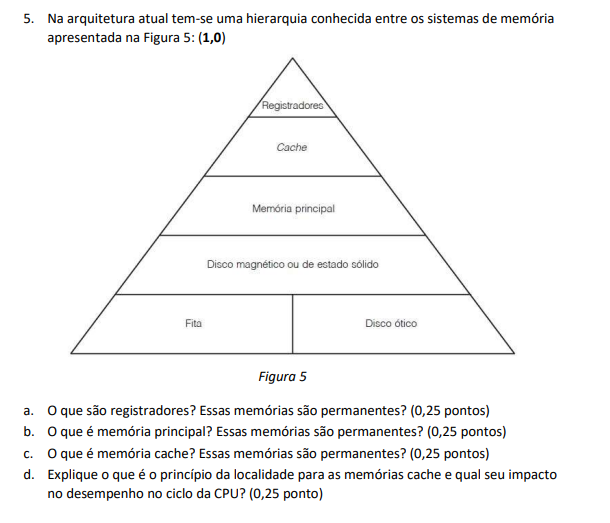 5. Na arquitetura atual tem-se uma hierarquia conhecida entre os sistemas de memória
apresentada na Figura 5: (1,0)
Registradores
Cache
Memória principal
Disco magnético ou de estado sólido
Fita
Disco ótico
Figura 5
a. O que são registradores? Essas memórias são permanentes? (0,25 pontos)
b. O que é memória principal? Essas memórias são permanentes? (0,25 pontos)
c. O que é memória cache? Essas memórias são permanentes? (0,25 pontos)
d. Explique o que é o princípio da localidade para as memórias cache e qual seu impacto
no desempenho no ciclo da CPU? (0,25 ponto)